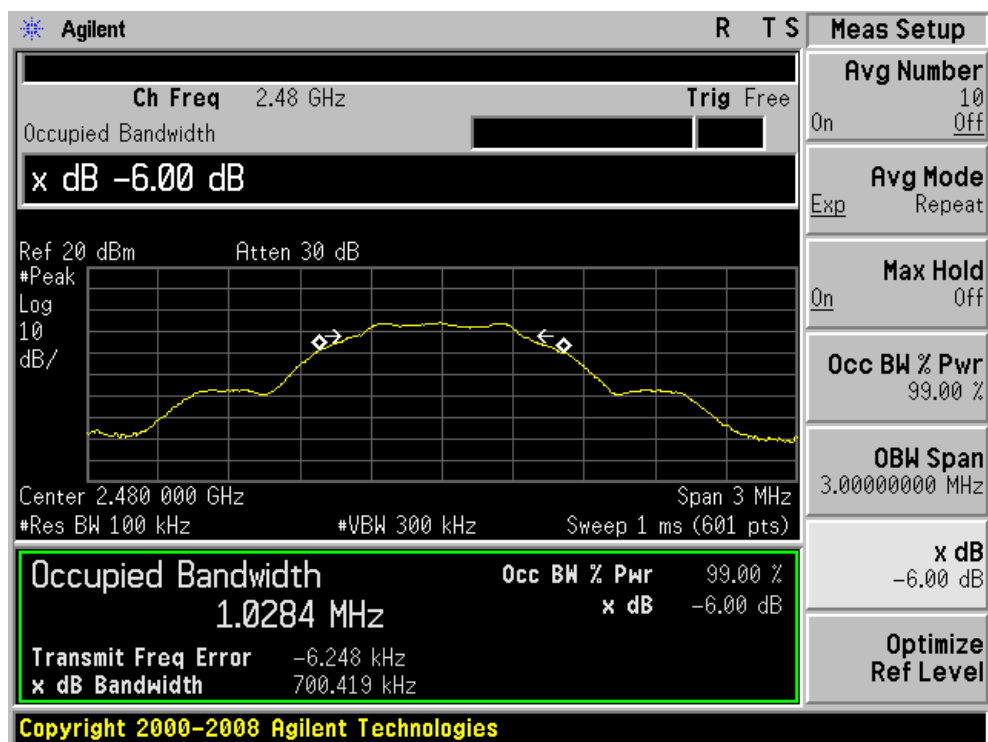 Agilent R T S
Meas Setup
Ch Freq 2.48 GHz Trig Free
Occupied Bandwidth
x dB -6.00 dB
Ref 20 dBm Atten 30 dB
#Peak
Log
10
dB/
Center 2.480 000 GHz Span 3 MHz
#Res BW 100 kHz #VBW 300 kHz Sweep 1 ms (601 pts)
Occupied Bandwidth Occ BW % Pwr 99.00 %
1.0284 MHz x dB -6.00 dB
Transmit Freq Error -6.248 kHz
x dB Bandwidth 700.419 kHz
Copyright 2000-2008 Agilent Technologies
Avg Number
10
On Off
Avg Mode
Exp Repeat
Max Hold
On Off
Occ BW % Pwr
99.00 %
OBW Span
3.00000000 MHz
x dB
-6.00 dB
Optimize
Ref Level